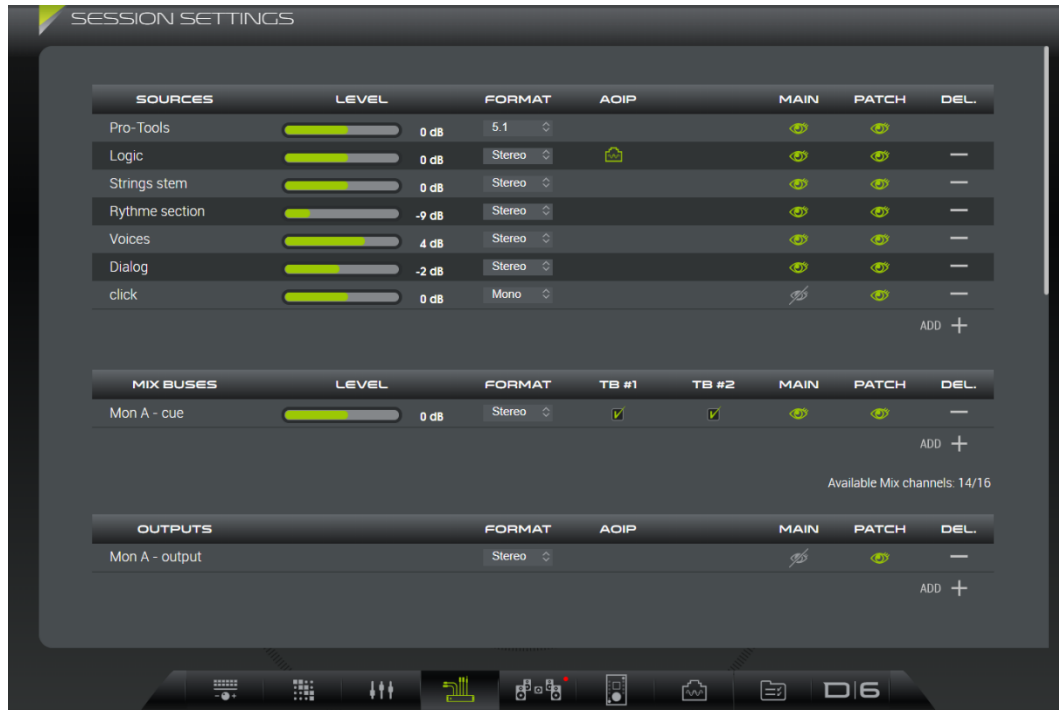 SESSION SETTINGS
SOURCES LEVEL FORMAT AOIP MAIN PATCH DEL.
Pro-Tools 0 dB 5.1
Logic 0 dB Stereo
Strings stem 0 dB Stereo
Rythme section -9 dB Stereo
Voices 4 dB Stereo
Dialog -2 dB Stereo
click 0 dB Mono
ADD +
MIX BUSES LEVEL FORMAT TB #1 TB #2 MAIN PATCH DEL.
Mon A - cue 0 dB Stereo
ADD +
Available Mix channels: 14/16
OUTPUTS FORMAT AOIP MAIN PATCH DEL.
Mon A - output Stereo
ADD +
D|6